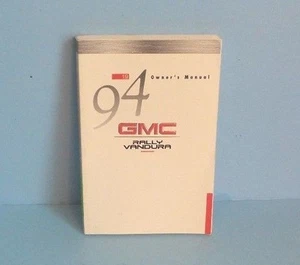 94
Owner's Manual
GMC
RALLY
VANDURA